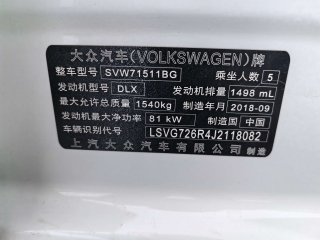 大众汽车(VOLKSWAGEN)牌
整车型号 SVW71511BG 乘坐人数 5
发动机型号 DLX 发动机排量 1498 mL
最大允许总质量 1540kg 制造年月 2018-09
发动机最大净功率 81 kW 制造国 中国
车辆识别代号 LSVG726R4J2118082
上汽大众汽车有限公司 制造